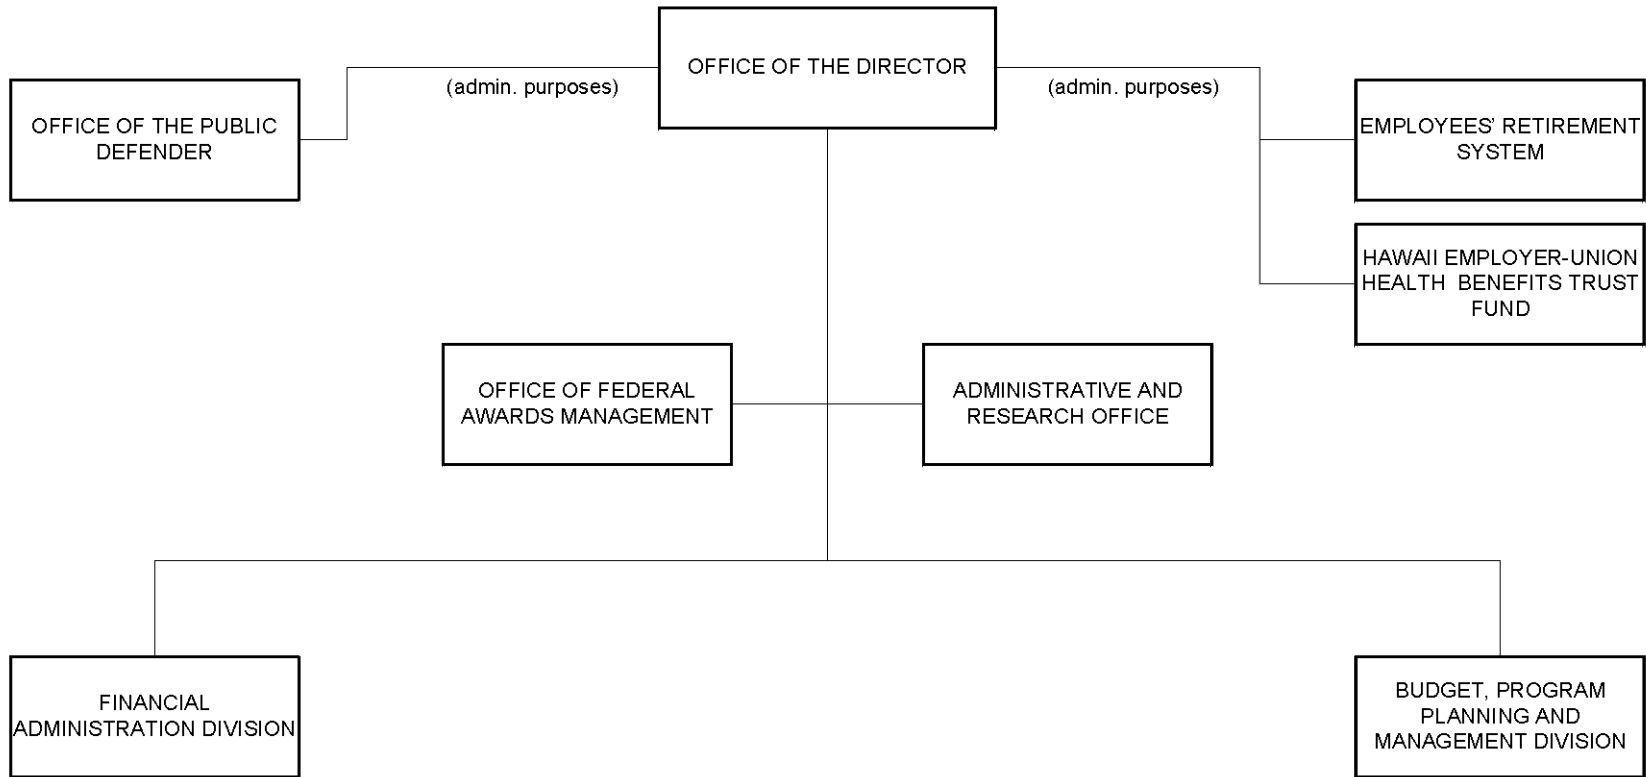 OFFICE OF THE DIRECTOR
(admin. purposes)
(admin. purposes)
OFFICE OF THE PUBLIC
DEFENDER
EMPLOYEES’ RETIREMENT
SYSTEM
HAWAII EMPLOYER-UNION
HEALTH BENEFITS TRUST
FUND
OFFICE OF FEDERAL
AWARDS MANAGEMENT
ADMINISTRATIVE AND
RESEARCH OFFICE
FINANCIAL
ADMINISTRATION DIVISION
BUDGET, PROGRAM
PLANNING AND
MANAGEMENT DIVISION